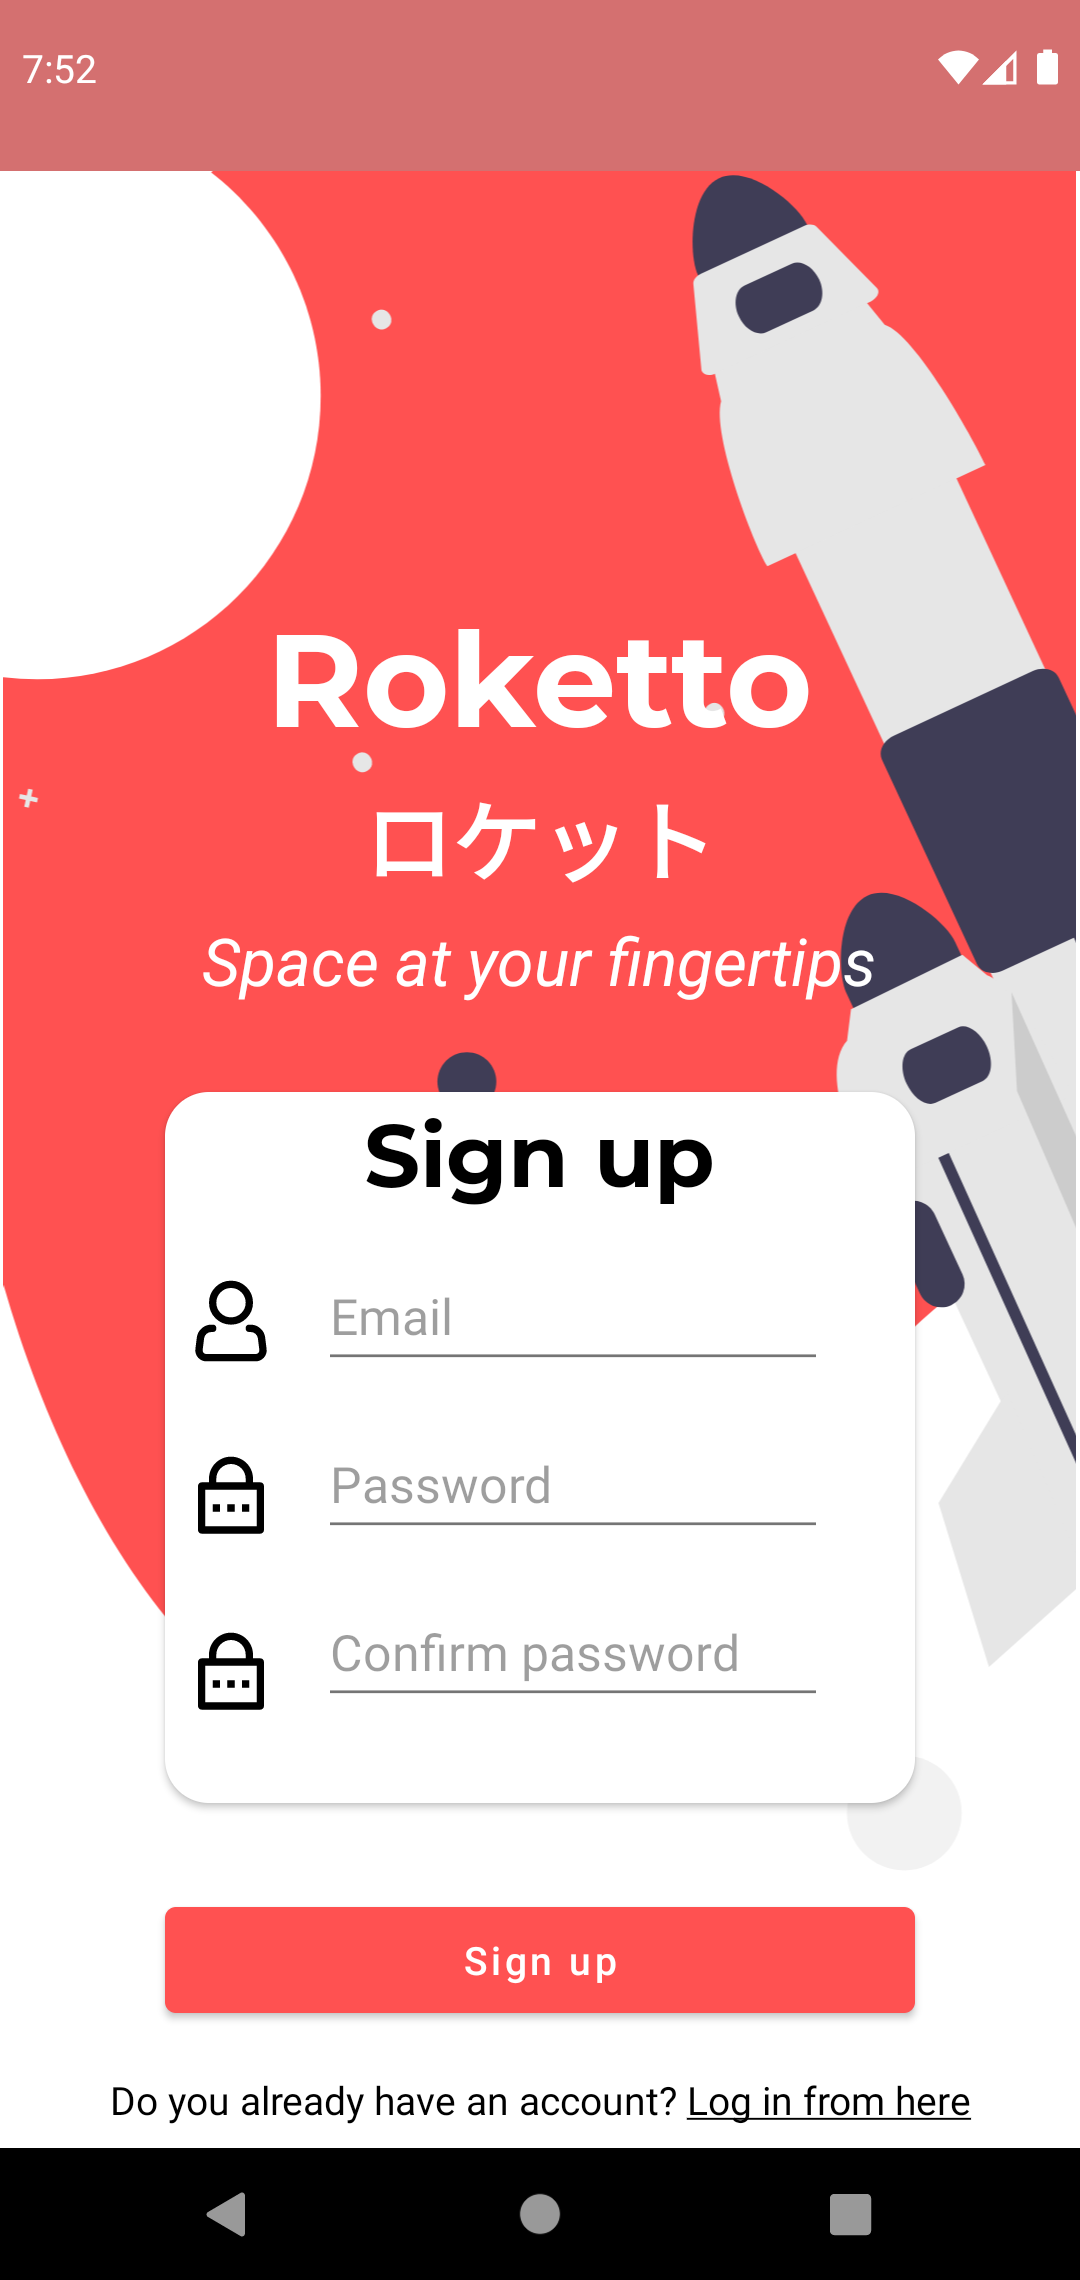 7:52
Roketto
ロケット
Space at your fingertips
Sign up
Email
Password
Confirm password
Sign up
Do you already have an account? Log in from here